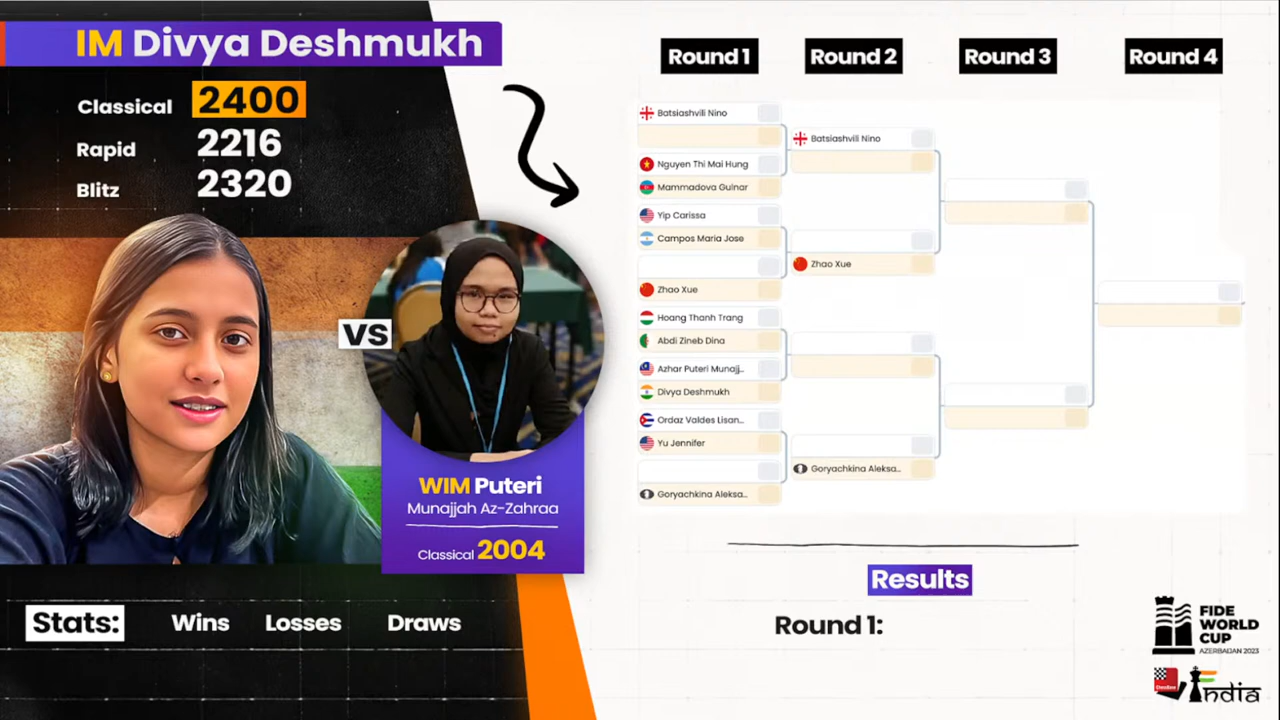 IM Divya Deshmukh
Classical 2400
Rapid 2216
Blitz 2320
VS
WIM Puteri
Munajjah Az-Zahraa
Classical 2004
Stats: Wins Losses Draws
Round 1 Round 2 Round 3 Round 4
Batsiashvili Nino
Nguyen Thi Mai Hung
Mammadova Gulnar
Yip Carissa
Campos Maria Jose
Zhao Xue
Hoang Thanh Trang
Abdi Zineb Dina
Azhar Puteri Munajj..
Divya Deshmukh
Ordaz Valdes Lisan..
Yu Jennifer
Goryachkina Aleksa..
Batsiashvili Nino
Zhao Xue
Goryachkina Aleksa..
Results
Round 1:
FIDE
WORLD
CUP
AZERBAIJAN 2023
India